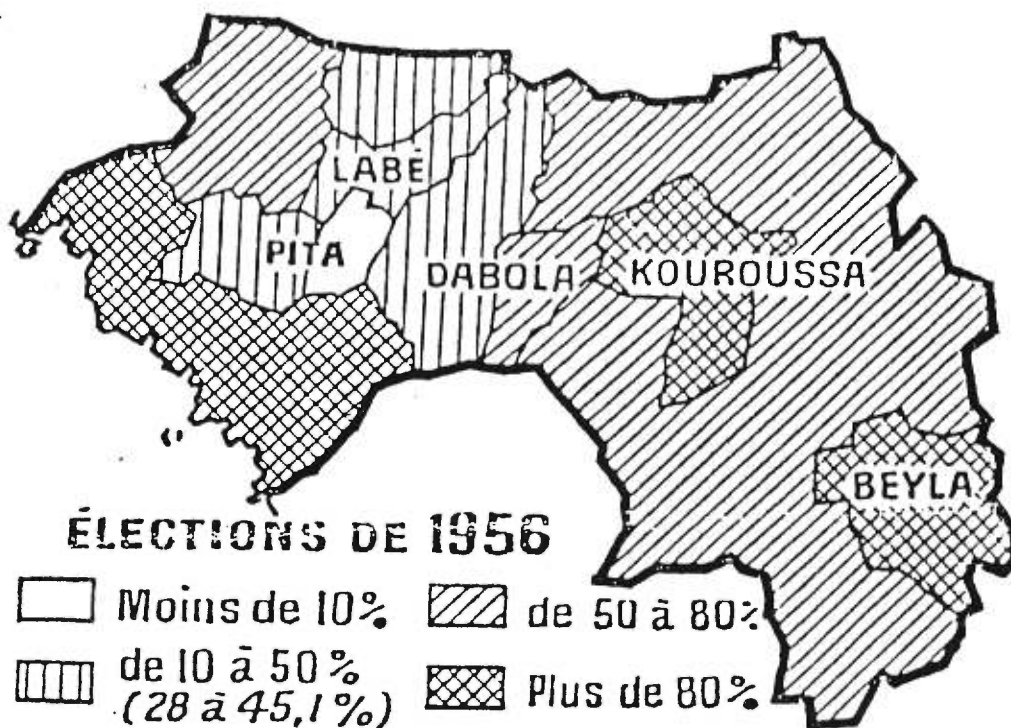 LABÉ
PITA
DABOLA
KOUROUSSA
BEYLA
ÉLECTIONS DE 1956
Moins de 10%
de 50 à 80%
de 10 à 50%
(28 à 45,1%)
Plus de 80%